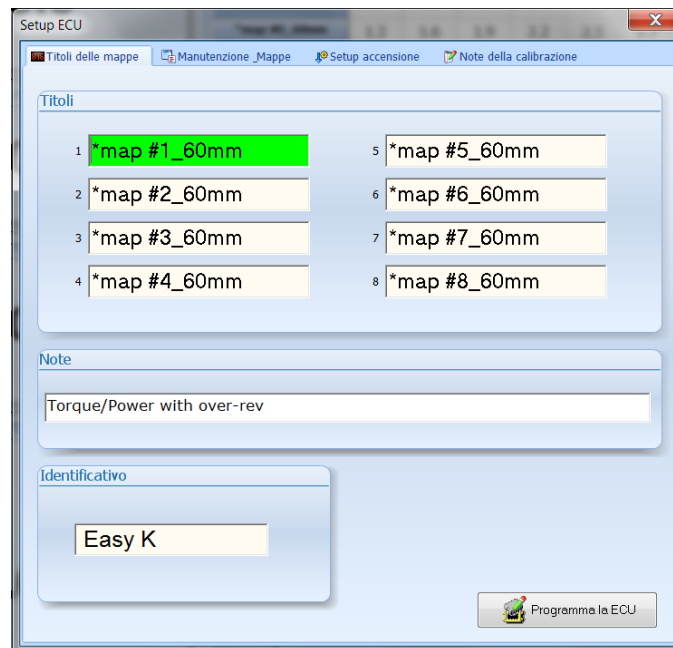 Setup ECU
Titoli delle mappe
Manutenzione _Mappe
Setup accensione
Note della calibrazione
Titoli
1 *map #1_60mm
2 *map #2_60mm
3 *map #3_60mm
4 *map #4_60mm
5 *map #5_60mm
6 *map #6_60mm
7 *map #7_60mm
8 *map #8_60mm
Note
Torque/Power with over-rev
Identificativo
Easy K
Programma la ECU